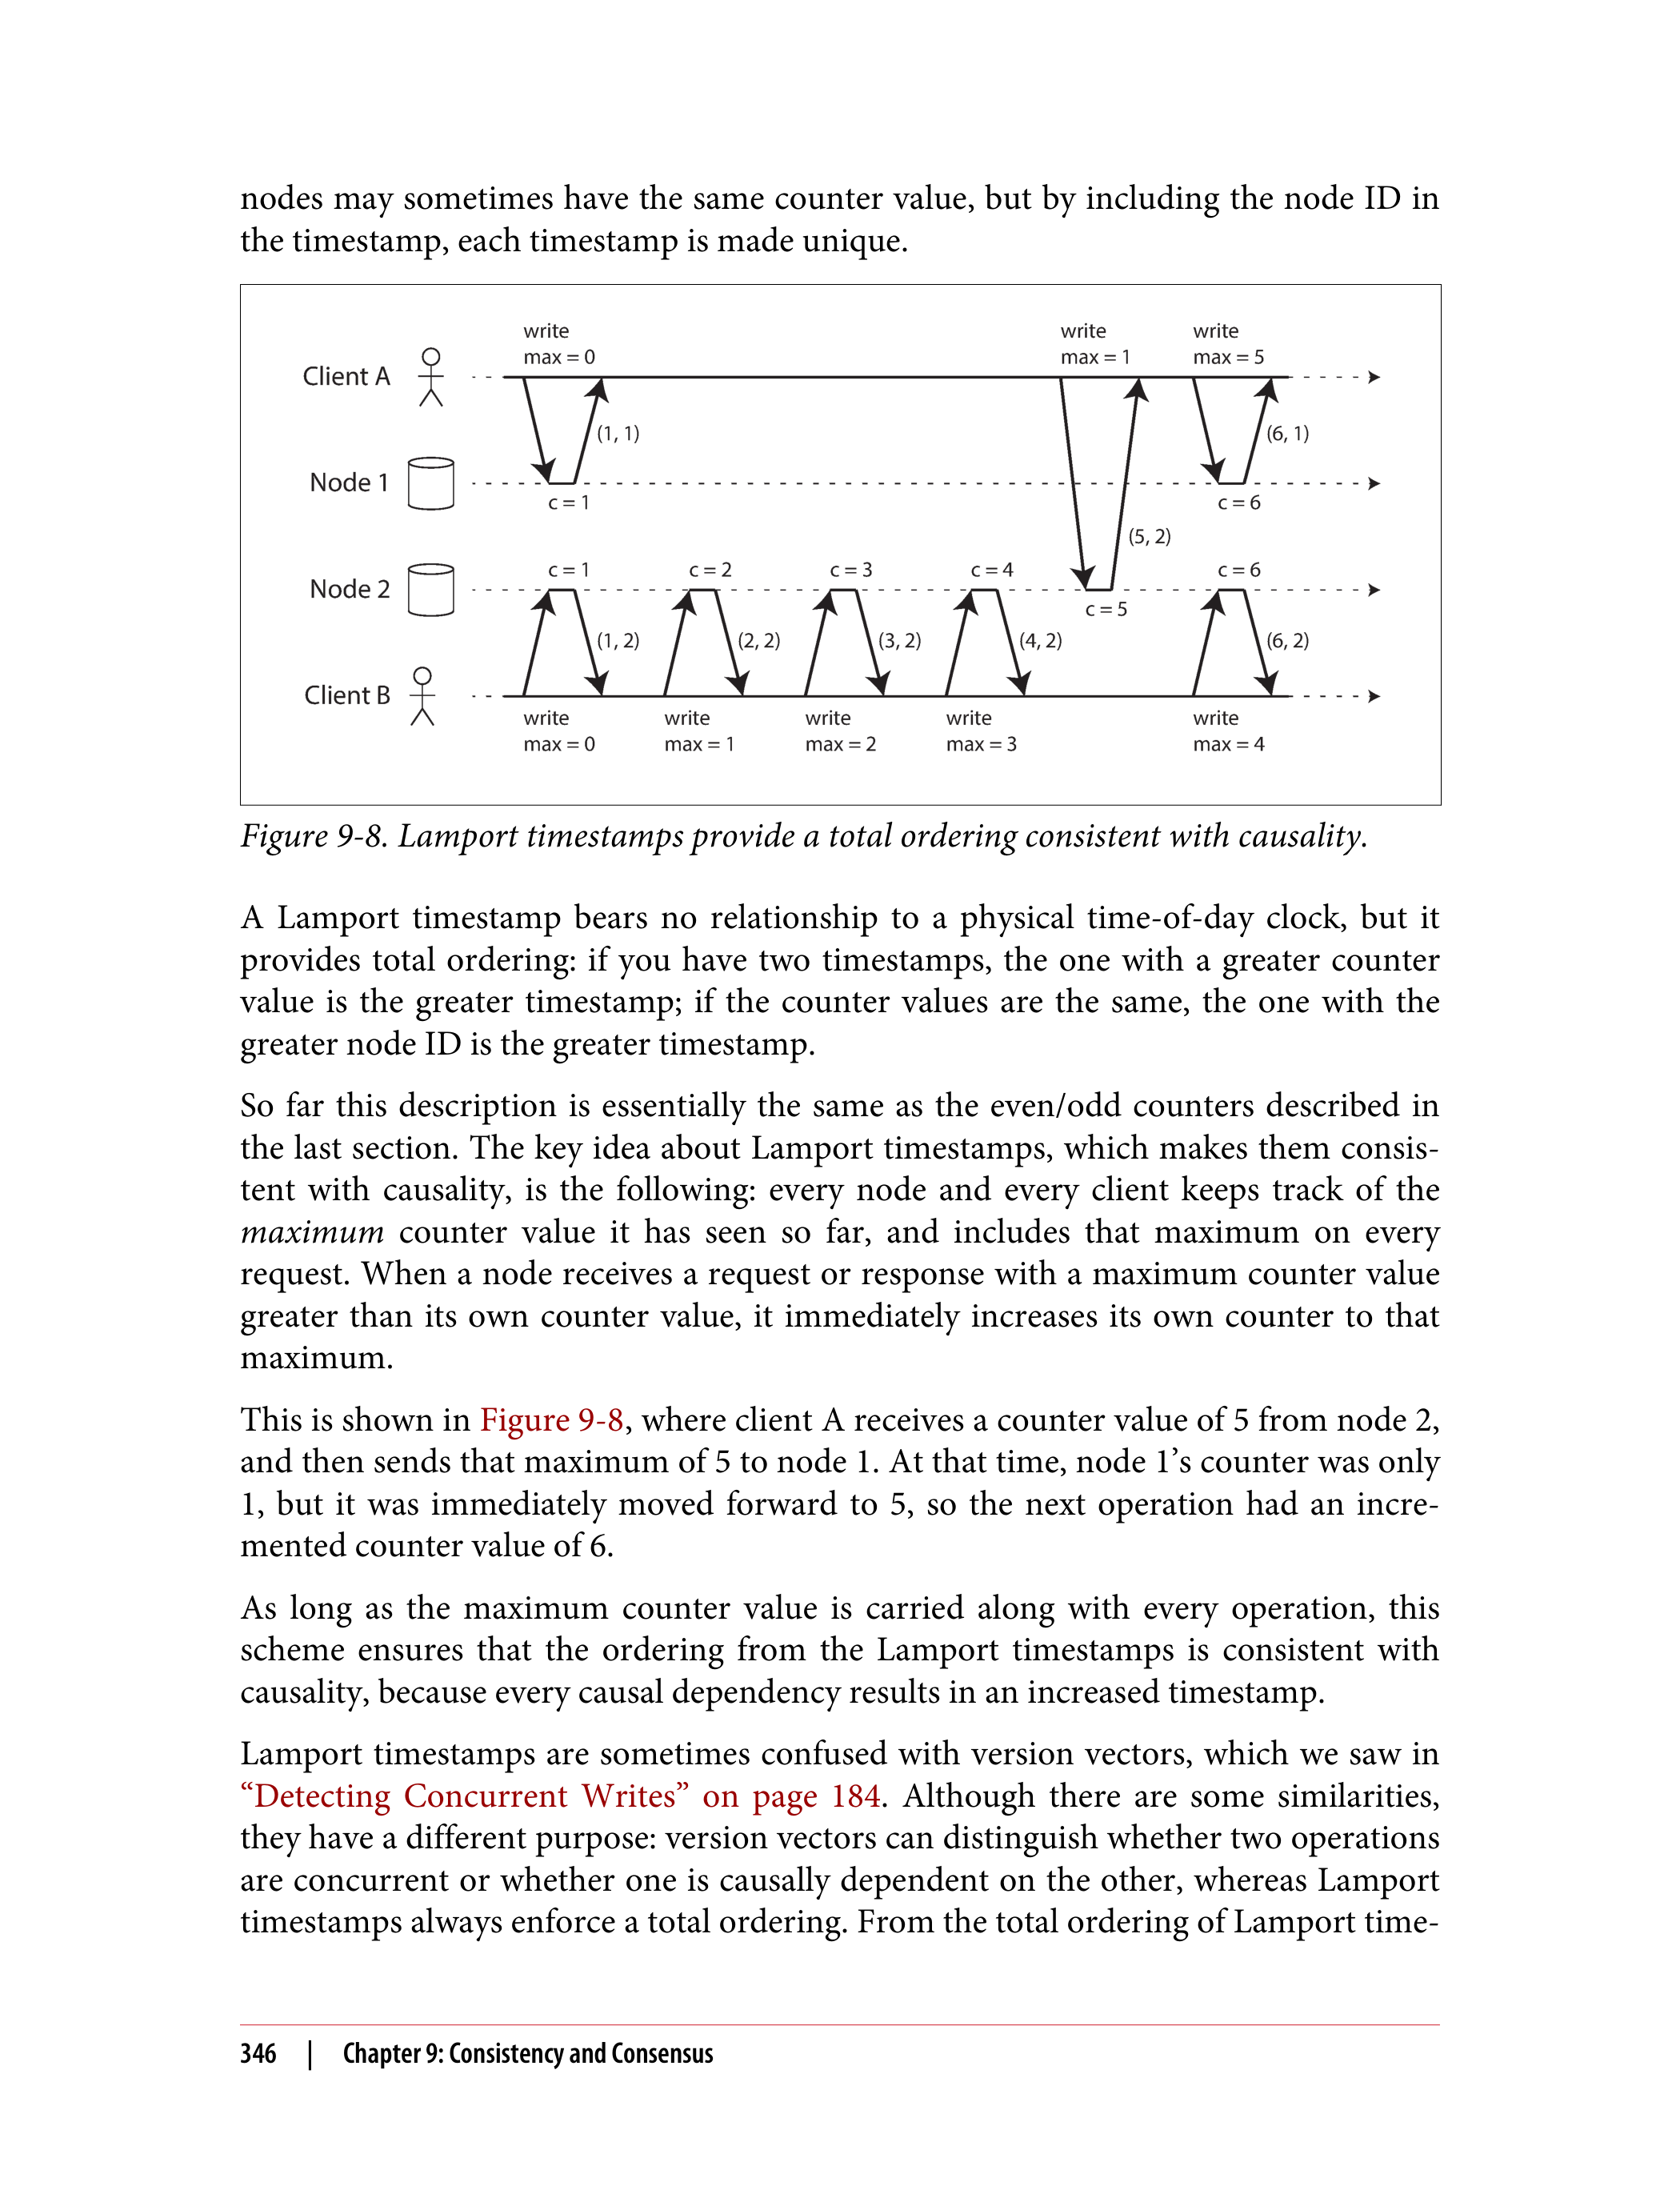 nodes may sometimes have the same counter value, but by including the node ID in
the timestamp, each timestamp is made unique.
write
max = 0
write
max = 1
write
max = 5
Client A
(1, 1)
(6, 1)
Node 1
c = 1
c = 6
(5, 2)
c = 1
c = 2
c = 3
c = 4
c = 6
Node 2
c = 5
(1, 2)
(2, 2)
(3, 2)
(4, 2)
(6, 2)
Client B
write
max = 0
write
max = 1
write
max = 2
write
max = 3
write
max = 4
Figure 9-8. Lamport timestamps provide a total ordering consistent with causality.
A Lamport timestamp bears no relationship to a physical time-of-day clock, but it
provides total ordering: if you have two timestamps, the one with a greater counter
value is the greater timestamp; if the counter values are the same, the one with the
greater node ID is the greater timestamp.
So far this description is essentially the same as the even/odd counters described in
the last section. The key idea about Lamport timestamps, which makes them consis-
tent with causality, is the following: every node and every client keeps track of the
maximum counter value it has seen so far, and includes that maximum on every
request. When a node receives a request or response with a maximum counter value
greater than its own counter value, it immediately increases its own counter to that
maximum.
This is shown in Figure 9-8, where client A receives a counter value of 5 from node 2,
and then sends that maximum of 5 to node 1. At that time, node 1’s counter was only
1, but it was immediately moved forward to 5, so the next operation had an incre-
mented counter value of 6.
As long as the maximum counter value is carried along with every operation, this
scheme ensures that the ordering from the Lamport timestamps is consistent with
causality, because every causal dependency results in an increased timestamp.
Lamport timestamps are sometimes confused with version vectors, which we saw in
“Detecting Concurrent Writes” on page 184. Although there are some similarities,
they have a different purpose: version vectors can distinguish whether two operations
are concurrent or whether one is causally dependent on the other, whereas Lamport
timestamps always enforce a total ordering. From the total ordering of Lamport time-
346 | Chapter 9: Consistency and Consensus